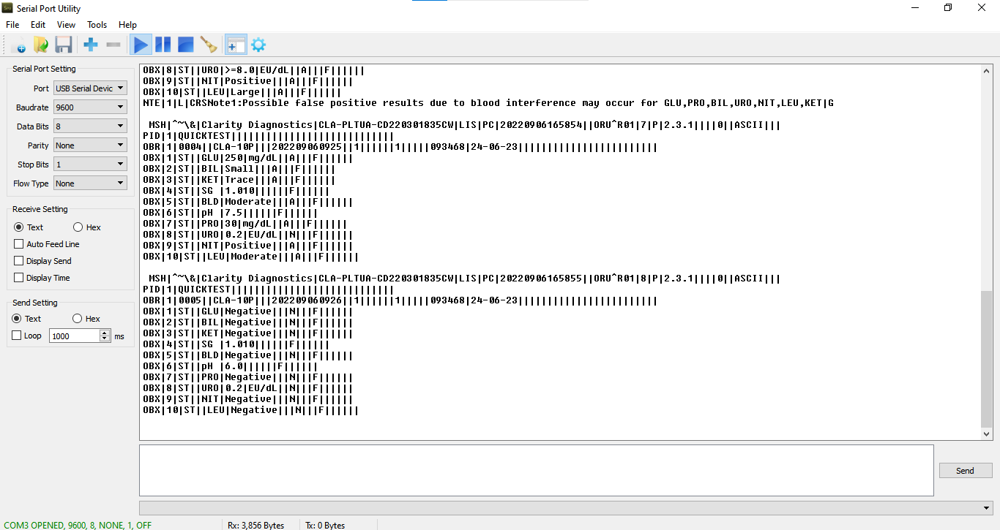 Serial Port Utility
File Edit View Tools Help
Serial Port Setting
Port USB Serial Devic
Baudrate 9600
Data Bits 8
Parity None
Stop Bits 1
Flow Type None
Receive Setting
Text Hex
Auto Feed Line
Display Send
Display Time
Send Setting
Text Hex
Loop 1000 ms
OBX|8|ST||URO|>=8.0|EU/dL||A|||F||||||
OBX|9|ST||NIT|Positive|||A|||F||||||
OBX|10|ST||LEU|Large|||A|||F||||||
NTE|1|L|CRSNote1:Possible false positive results due to blood interference may occur for GLU,PRO,BIL,URO,NIT,LEU,KET|G
MSH|^~\&|Clarity Diagnostics|CLA-PLTUA-CD220301835CW|LIS|PC|20220906165854||ORU^R01|7|P|2.3.1||||0||ASCII|||
PID|1|QUICKTEST|||||||||||||||||||||||||||
OBR|1|0004||CLA-10P|||202209060925||1||||||1|||||093468|24-06-23||||||||||||||||||||||||
OBX|1|ST||GLU|250|mg/dL||A|||F||||||
OBX|2|ST||BIL|Small|||A|||F||||||
OBX|3|ST||KET|Trace|||A|||F||||||
OBX|4|ST||SG |1.010||||||F||||||
OBX|5|ST||BLD|Moderate|||A|||F||||||
OBX|6|ST||pH |7.5||||||F||||||
OBX|7|ST||PRO|30|mg/dL||A|||F||||||
OBX|8|ST||URO|0.2|EU/dL||N|||F||||||
OBX|9|ST||NIT|Positive|||A|||F||||||
OBX|10|ST||LEU|Moderate|||A|||F||||||
MSH|^~\&|Clarity Diagnostics|CLA-PLTUA-CD220301835CW|LIS|PC|20220906165855||ORU^R01|8|P|2.3.1||||0||ASCII|||
PID|1|QUICKTEST|||||||||||||||||||||||||||
OBR|1|0005||CLA-10P|||202209060926||1||||||1|||||093468|24-06-23||||||||||||||||||||||||
OBX|1|ST||GLU|Negative|||N|||F||||||
OBX|2|ST||BIL|Negative|||N|||F||||||
OBX|3|ST||KET|Negative|||N|||F||||||
OBX|4|ST||SG |1.010||||||F||||||
OBX|5|ST||BLD|Negative|||N|||F||||||
OBX|6|ST||pH |6.0||||||F||||||
OBX|7|ST||PRO|Negative|||N|||F||||||
OBX|8|ST||URO|0.2|EU/dL||N|||F||||||
OBX|9|ST||NIT|Negative|||N|||F||||||
OBX|10|ST||LEU|Negative|||N|||F||||||
Send
COM3 OPENED, 9600, 8, NONE, 1, OFF Rx: 3,856 Bytes Tx: 0 Bytes